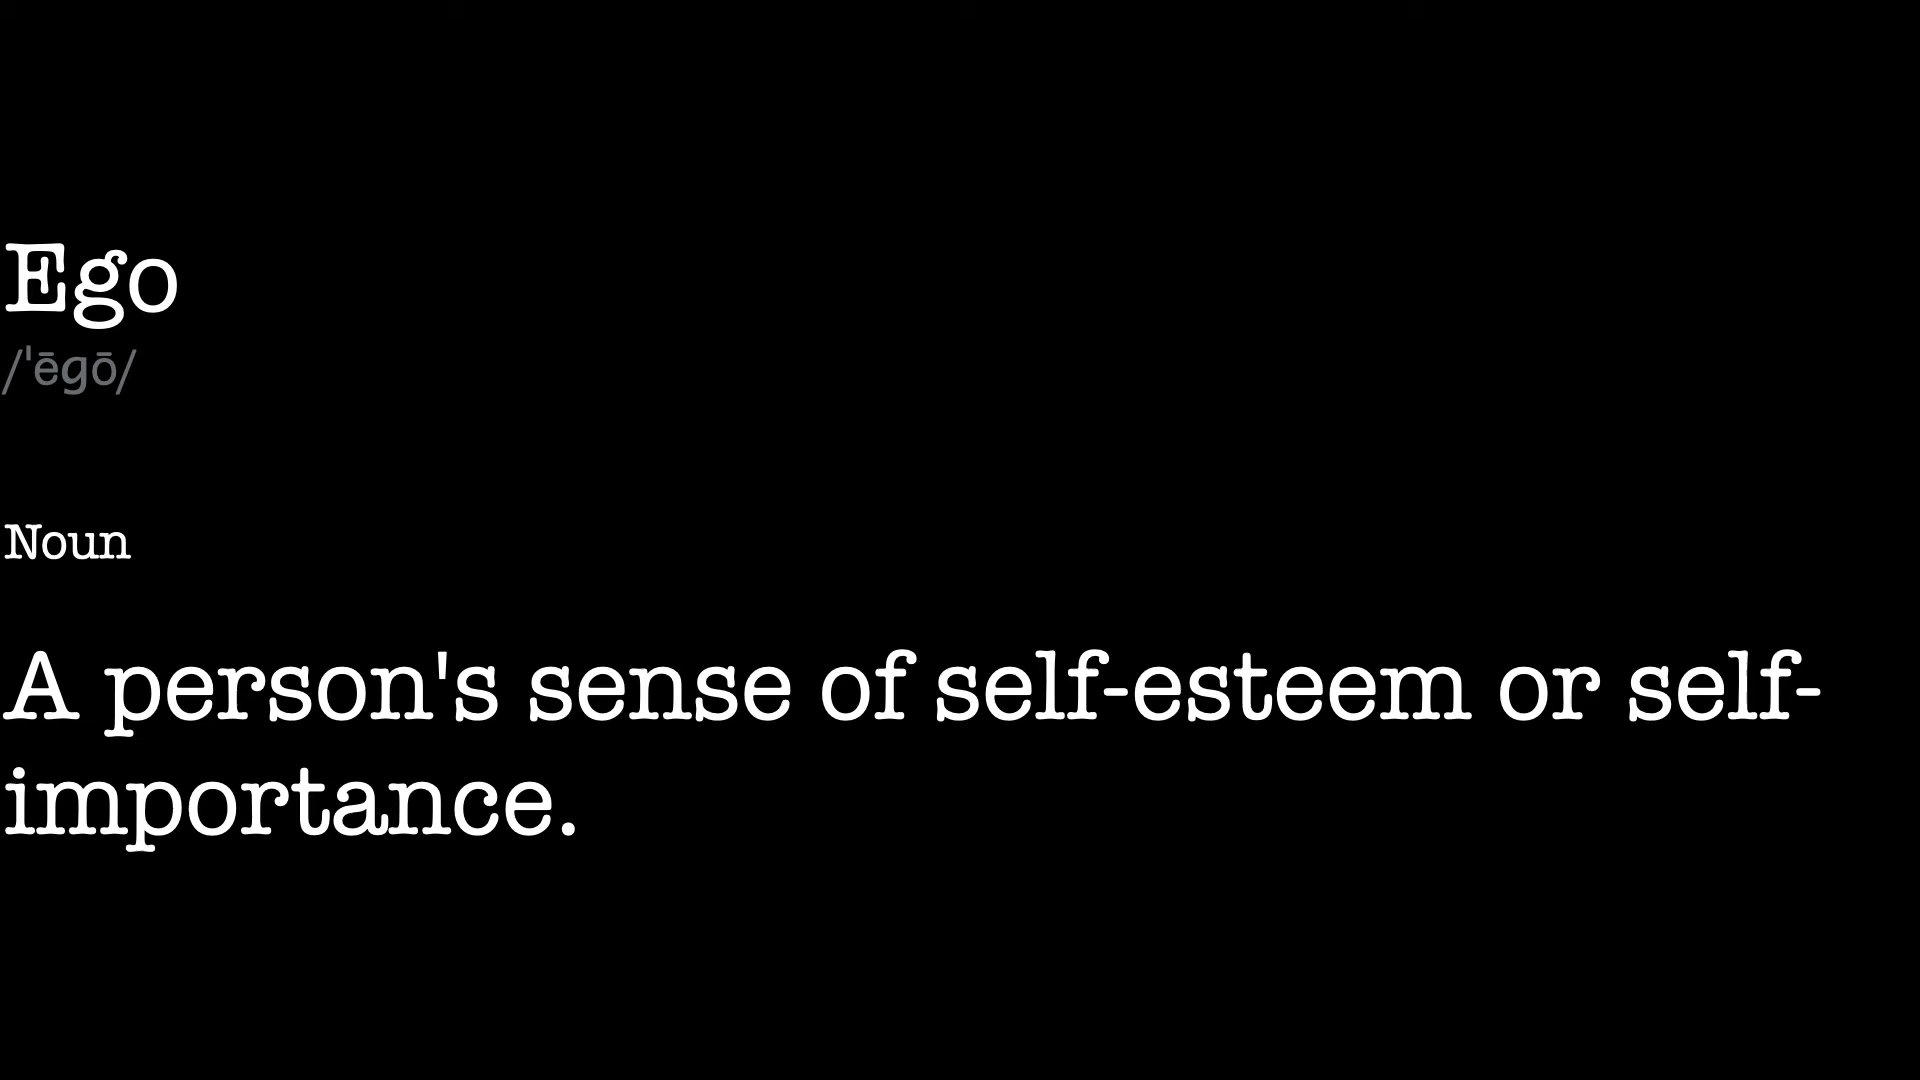 Ego
/ˈēgō/
Noun
A person's sense of self-esteem or self-
importance.